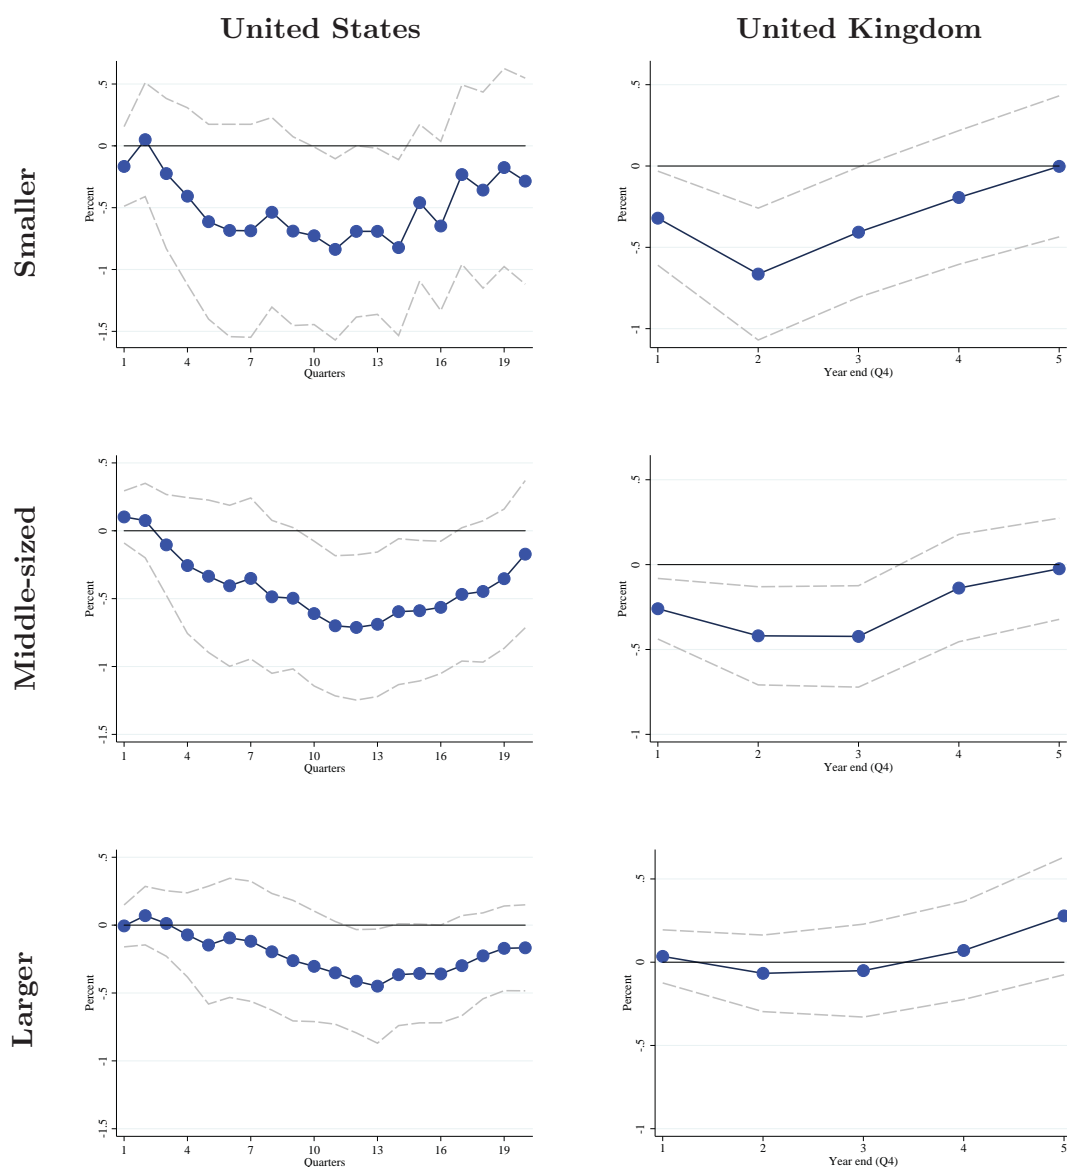 United States
United Kingdom
Smaller
Percent
.5
0
-.5
-1
-1.5
1 4 7 10 13 16 19
Quarters
Percent
.5
0
-.5
-1
1 2 3 4 5
Year end (Q4)
Middle-sized
Percent
.5
0
-.5
-1
-1.5
1 4 7 10 13 16 19
Quarters
Percent
.5
0
-.5
-1
1 2 3 4 5
Year end (Q4)
Larger
Percent
.5
0
-.5
-1
-1.5
1 4 7 10 13 16 19
Quarters
Percent
.5
0
-.5
-1
1 2 3 4 5
Year end (Q4)